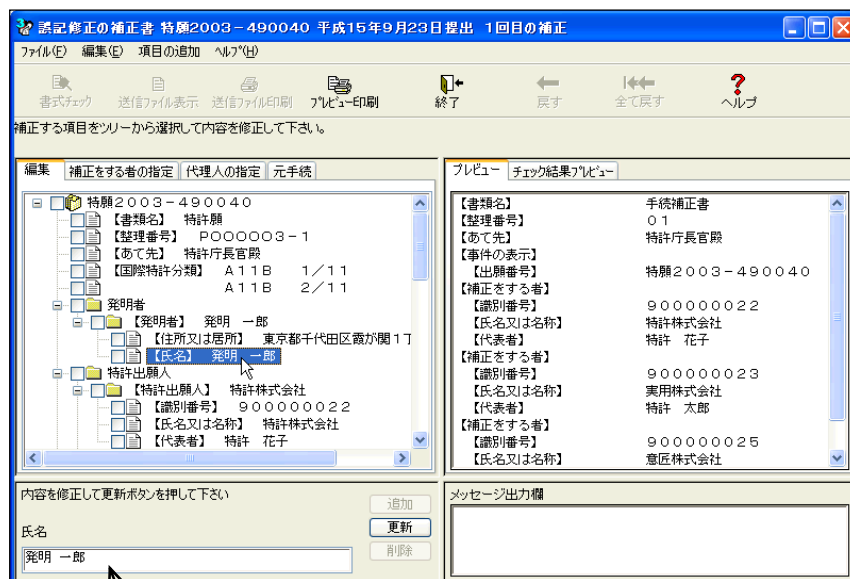 誤記修正の補正書 特願2003－490040 平成15年9月23日提出 1回目の補正
ファイル(F) 編集(E) 項目の追加 ヘルプ(H)
書式チェック 送信ファイル表示 送信ファイル印刷 プレビュー印刷 終了 戻す 全て戻す ヘルプ
補正する項目をツリーから選択して内容を修正して下さい。
編集 補正をする者の指定 代理人の指定 元手続
特願２００３－４９００４０
【書類名】 特許願
【整理番号】 Ｐ０００００３－１
【あて先】 特許庁長官殿
【国際特許分類】 Ａ１１Ｂ １／１１
Ａ１１Ｂ ２／１１
発明者
【発明者】 発明 一郎
【住所又は居所】 東京都千代田区霞が関１丁
【氏名】 発明 一郎
特許出願人
【特許出願人】 特許株式会社
【識別番号】 ９０００００００２２
【氏名又は名称】 特許株式会社
【代表者】 特許 花子
プレビュー チェック結果プレビュー
【書類名】 手続補正書
【整理番号】 ０１
【あて先】 特許庁長官殿
【事件の表示】
【出願番号】 特願２００３－４９００４０
【補正をする者】
【識別番号】 ９０００００００２２
【氏名又は名称】 特許株式会社
【代表者】 特許 花子
【補正をする者】
【識別番号】 ９００００００２３
【氏名又は名称】 実用株式会社
【代表者】 特許 太郎
【補正をする者】
【識別番号】 ９００００００２５
【氏名又は名称】 意匠株式会社
内容を修正して更新ボタンを押して下さい
追加
氏名
更新
発明 一郎
削除
メッセージ出力欄